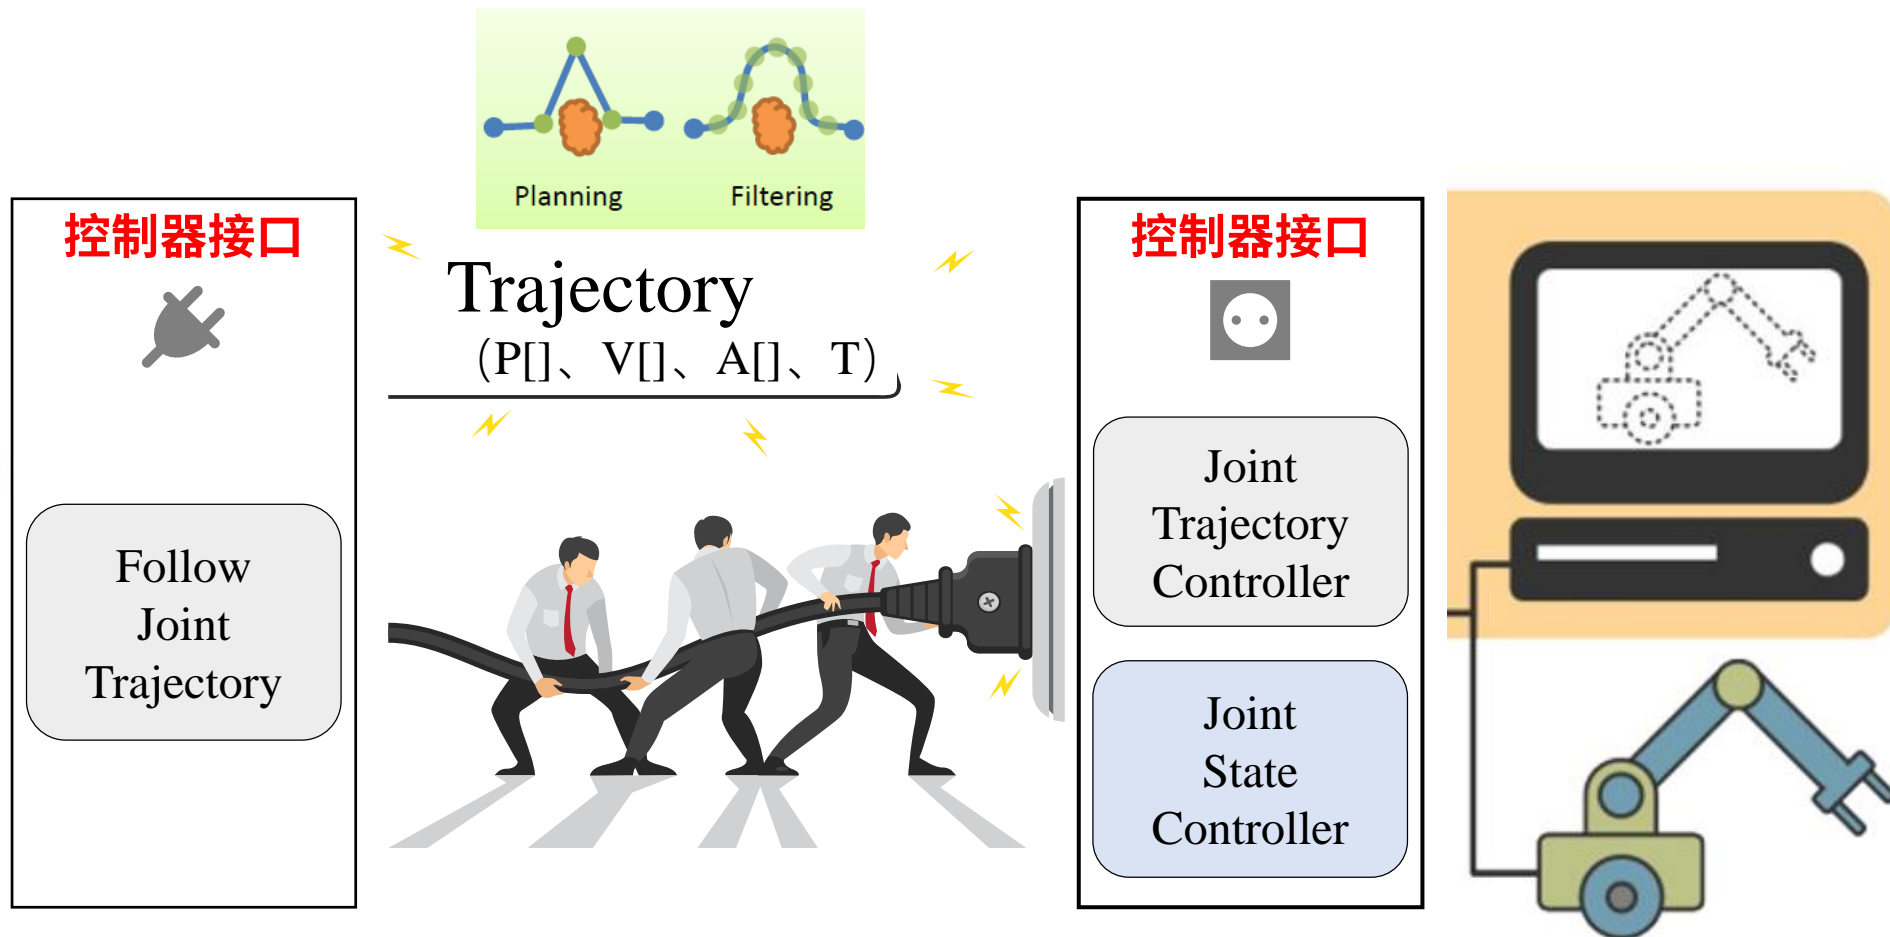 Planning
Filtering
控制器接口
Follow
Joint
Trajectory
Trajectory
（P[]、V[]、A[]、T）
控制器接口
Joint
Trajectory
Controller
Joint
State
Controller